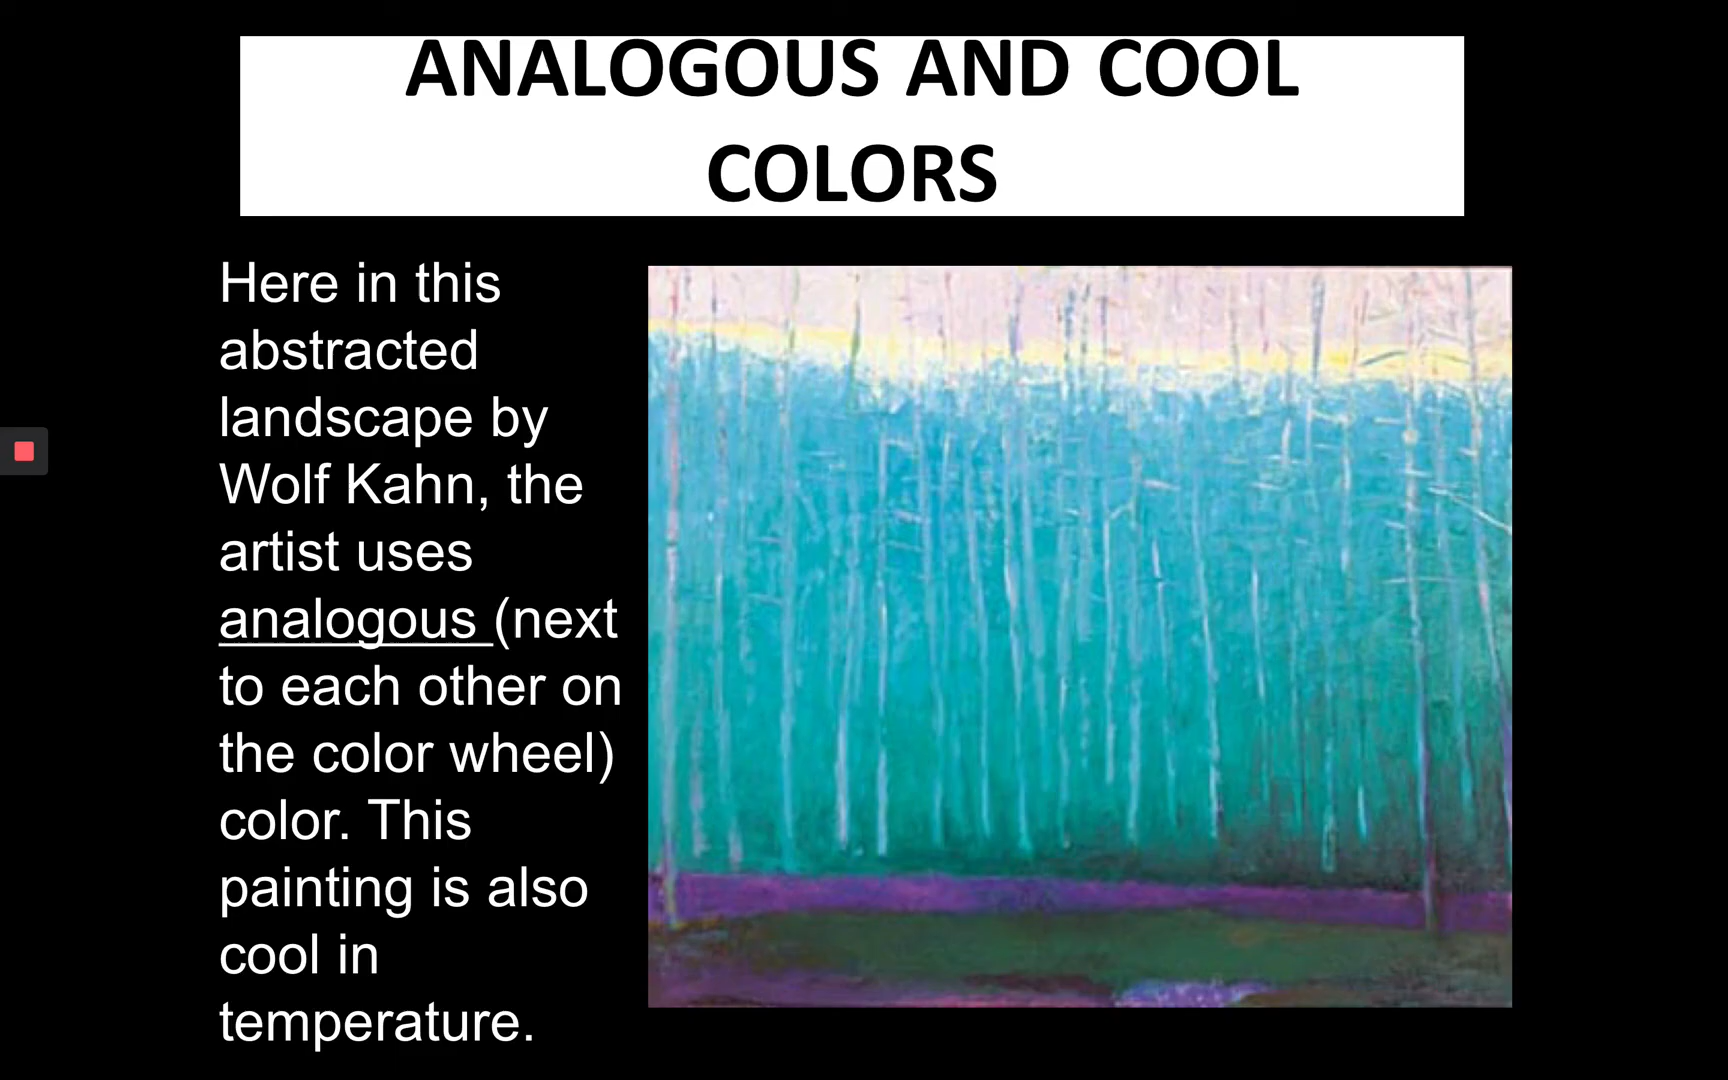 ANALOGOUS AND COOL
COLORS
Here in this
abstracted
landscape by
Wolf Kahn, the
artist uses
analogous (next
to each other on
the color wheel)
color. This
painting is also
cool in
temperature.